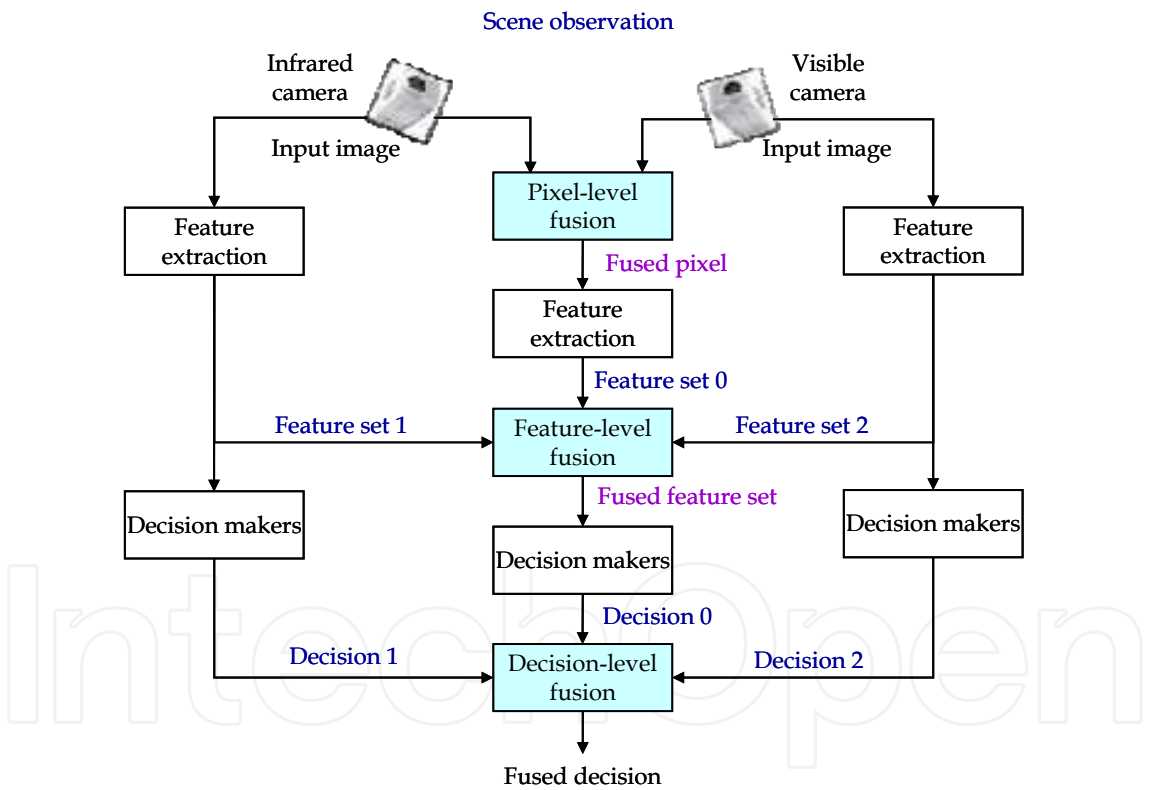 Scene observation
Infrared
camera
Visible
camera
Input image
Input image
Pixel-level
fusion
Feature
extraction
Feature
extraction
Fused pixel
Feature
extraction
Feature set 0
Feature set 1
Feature-level
fusion
Feature set 2
Fused feature set
Decision makers
Decision makers
Decision makers
Decision 0
Decision 1
Decision-level
fusion
Decision 2
Fused decision
IntechOpen